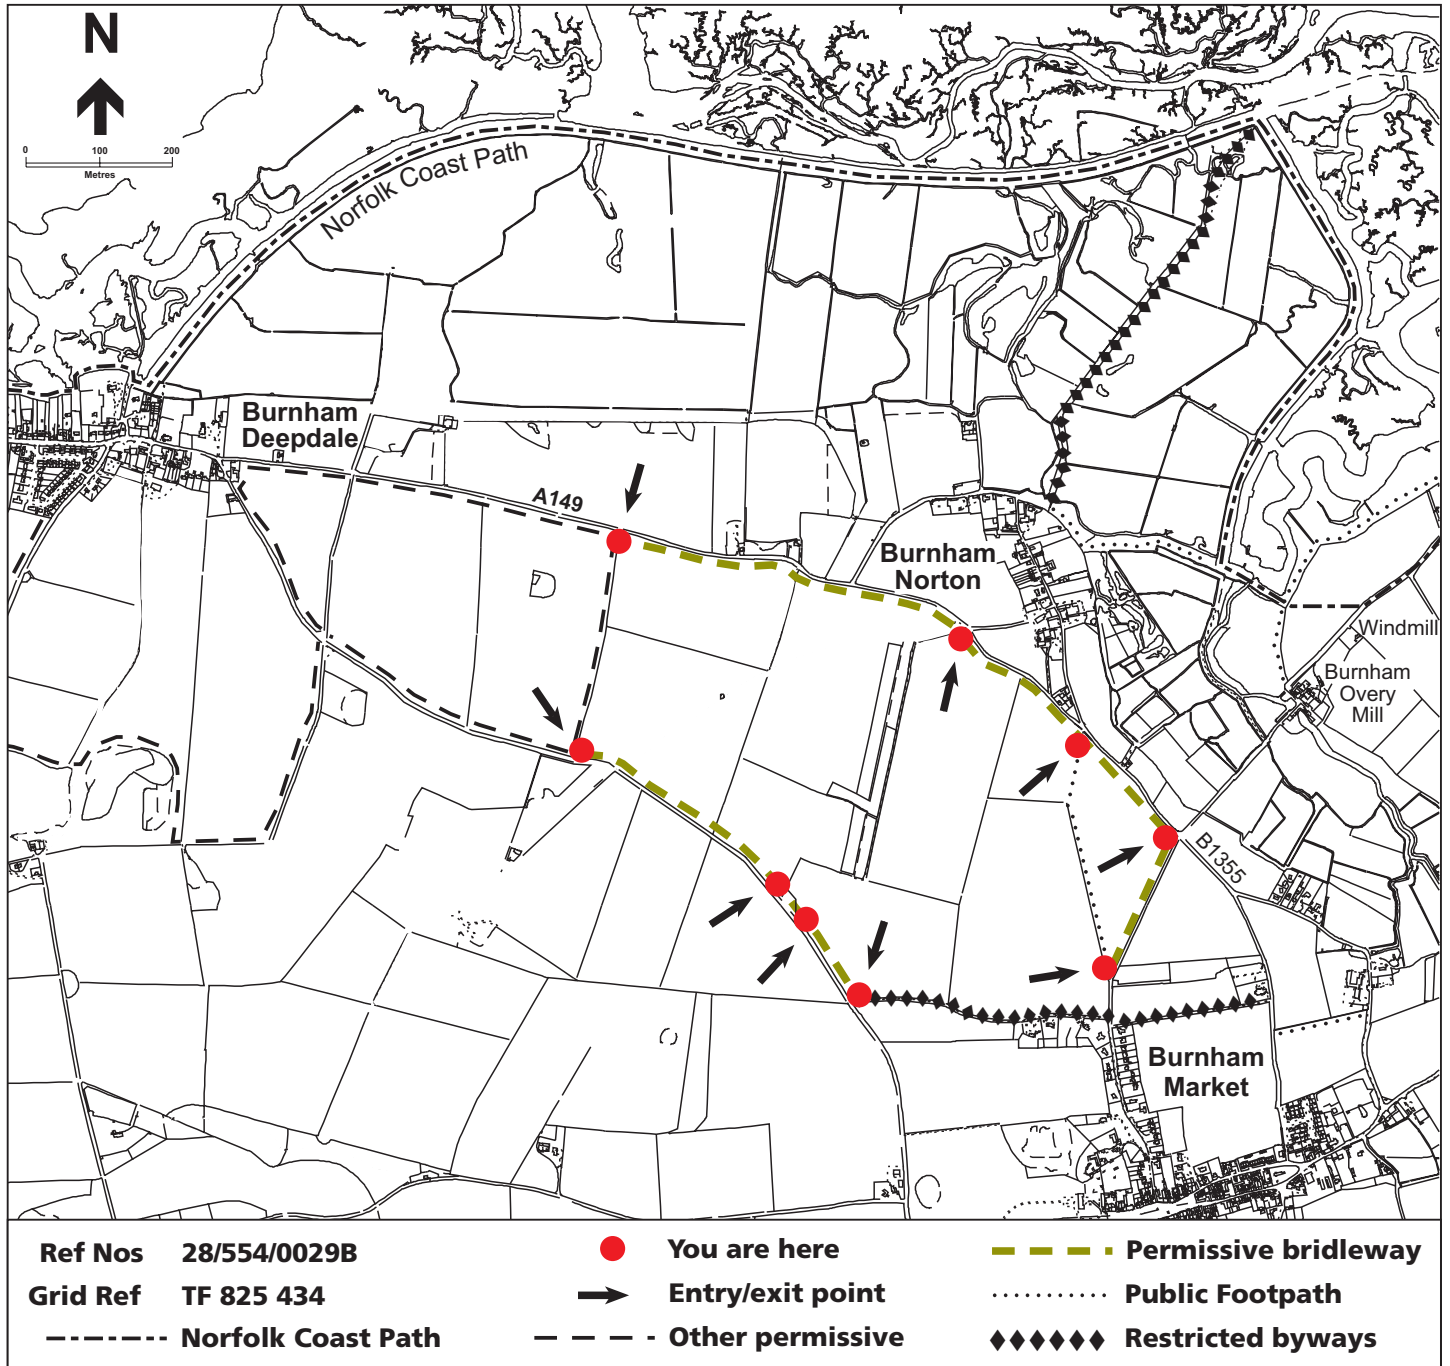 N
0 100 200
Metres
Norfolk Coast Path
Burnham
Deepdale
A149
Burnham
Norton
Windmill
Burnham
Overy
Mill
B1355
Burnham
Market
Ref Nos 28/554/0029B
Grid Ref TF 825 434
Norfolk Coast Path
You are here
Entry/exit point
Other permissive
Permissive bridleway
Public Footpath
Restricted byways